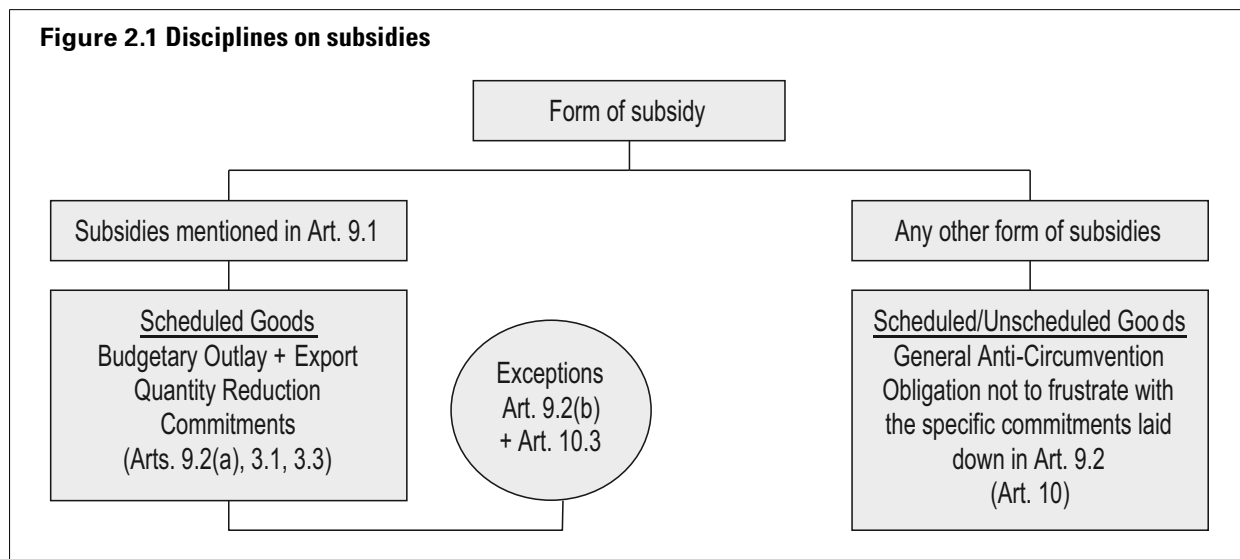 Figure 2.1 Disciplines on subsidies
Form of subsidy
Subsidies mentioned in Art. 9.1
Any other form of subsidies
Scheduled Goods
Budgetary Outlay + Export
Quantity Reduction
Commitments
(Arts. 9.2(a), 3.1, 3.3)
Exceptions
Art. 9.2(b)
+ Art. 10.3
Scheduled/Unscheduled Goods
General Anti-Circumvention
Obligation not to frustrate with
the specific commitments laid
down in Art. 9.2
(Art. 10)